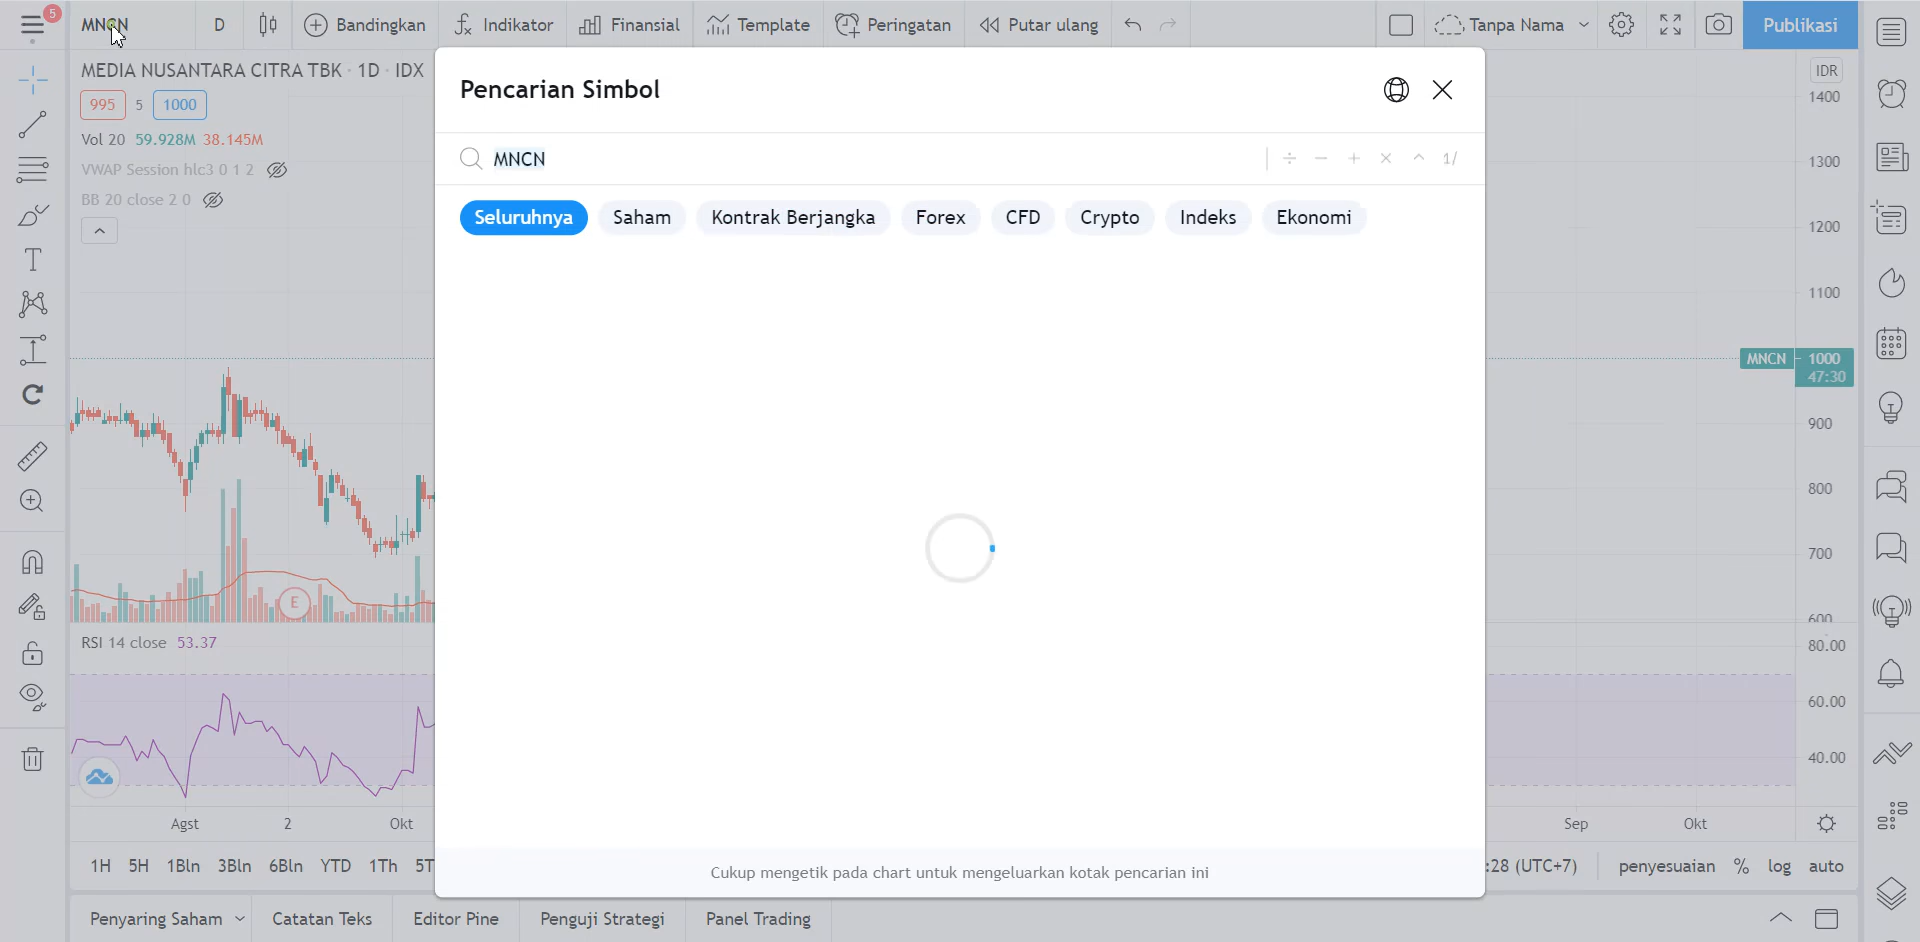 5
MNCN
D
Bandingkan
Indikator
Finansial
Template
Peringatan
Putar ulang
Tanpa Nama
Publikasi
MEDIA NUSANTARA CITRA TBK · 1D · IDX
995 5 1000
Vol 20 59.928M 38.145M
VWAP Session hlc3 0 1 2
BB 20 close 2 0
Pencarian Simbol
MNCN
÷ − + × ^ 1/
Seluruhnya
Saham
Kontrak Berjangka
Forex
CFD
Crypto
Indeks
Ekonomi
IDR
1400
1300
1200
1100
MNCN 1000
47:30
900
800
700
600
E
RSI 14 close 53.37
80.00
60.00
40.00
Agst 2 Okt
Sep Okt
Cukup mengetik pada chart untuk mengeluarkan kotak pencarian ini
1H 5H 1Bln 3Bln 6Bln YTD 1Th 5T
:28 (UTC+7) penyesuaian % log auto
Penyaring Saham
Catatan Teks
Editor Pine
Penguji Strategi
Panel Trading